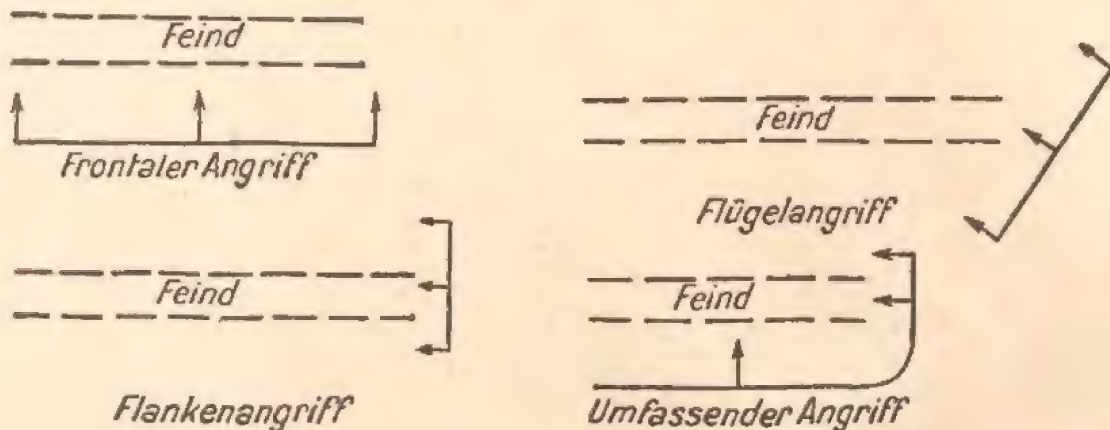 Feind
Frontaler Angriff
Feind
Flügelangriff
Feind
Flankenangriff
Feind
Umfassender Angriff